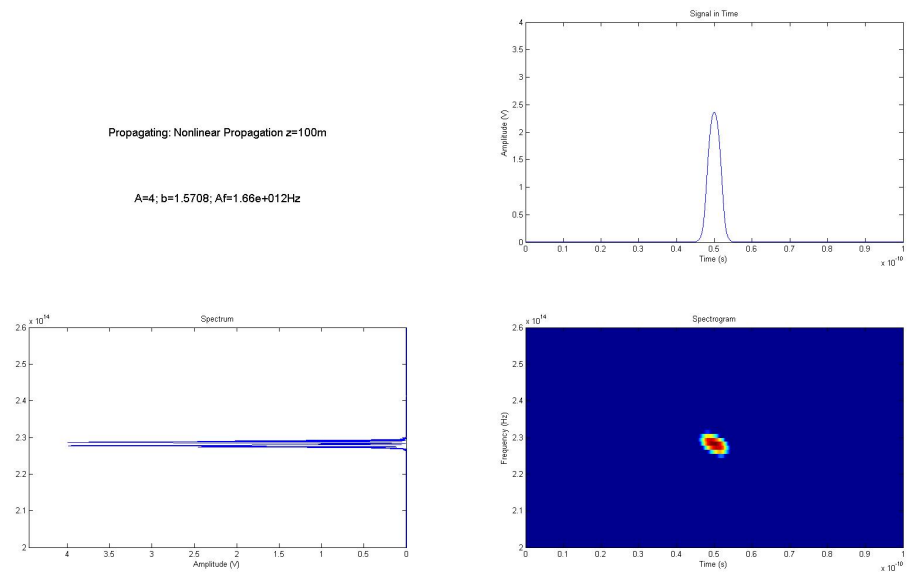 Propagating: Nonlinear Propagation z=100m
A=4; b=1.5708; Af=1.66e+012Hz
Signal in Time
4
3.5
3
2.5
2
1.5
1
0.5
0
Amplitude (V)
0 0.1 0.2 0.3 0.4 0.5 0.6 0.7 0.8 0.9 1
Time (s)
x 10^-10
Spectrum
x 10^14
2.6
2.5
2.4
2.3
2.2
2.1
2
4 3.5 3 2.5 2 1.5 1 0.5 0
Amplitude (V)
Spectrogram
x 10^14
2.6
2.5
2.4
2.3
2.2
2.1
2
Frequency (Hz)
0 0.1 0.2 0.3 0.4 0.5 0.6 0.7 0.8 0.9 1
Time (s)
x 10^-10